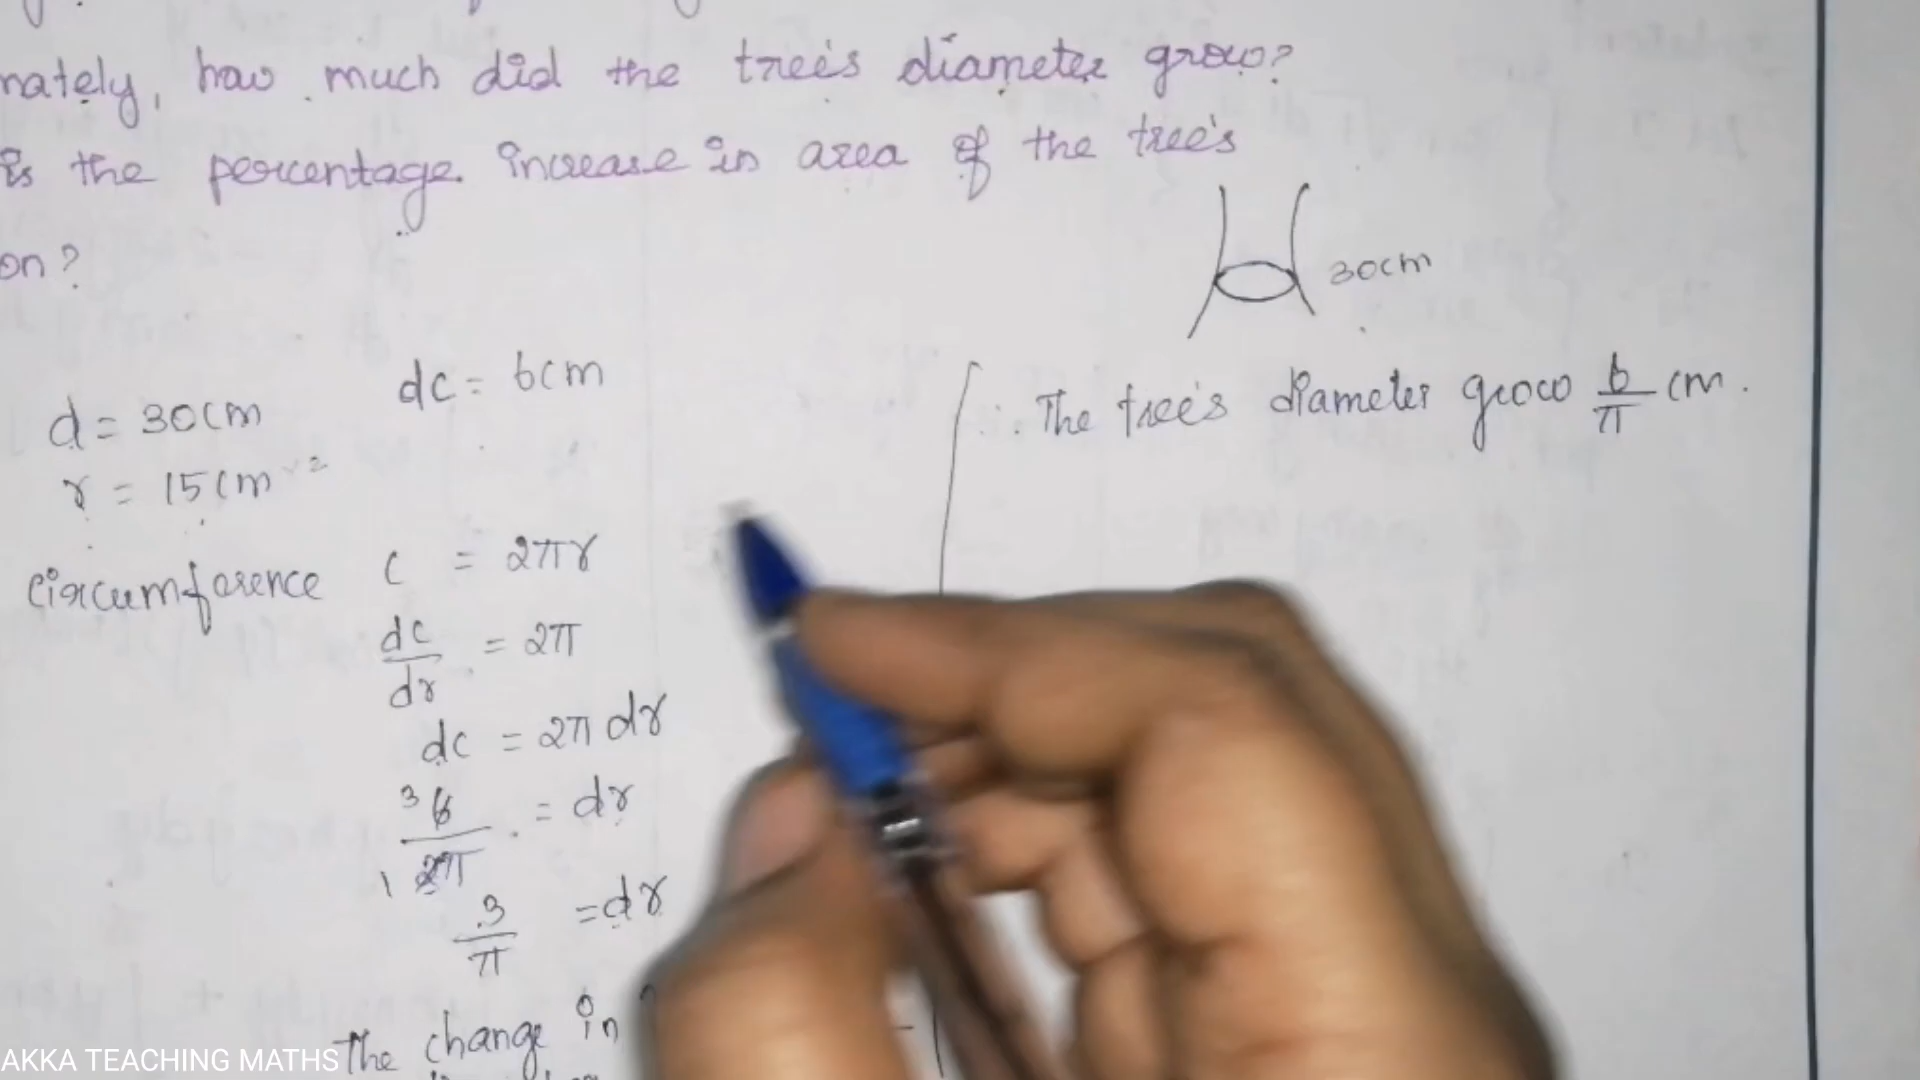 nately, how much did the tree's diameter grow?
is the percentage increase in area of the tree's
on?
30cm
d = 30cm
dc = 6cm
r = 15cm
∴ The tree's diameter grow 6/π cm.
Circumference C = 2πr
dc/dr = 2π
dc = 2π dr
3 6 / 1 2π = dr
3/π = dr
The change in
AKKA TEACHING MATHS